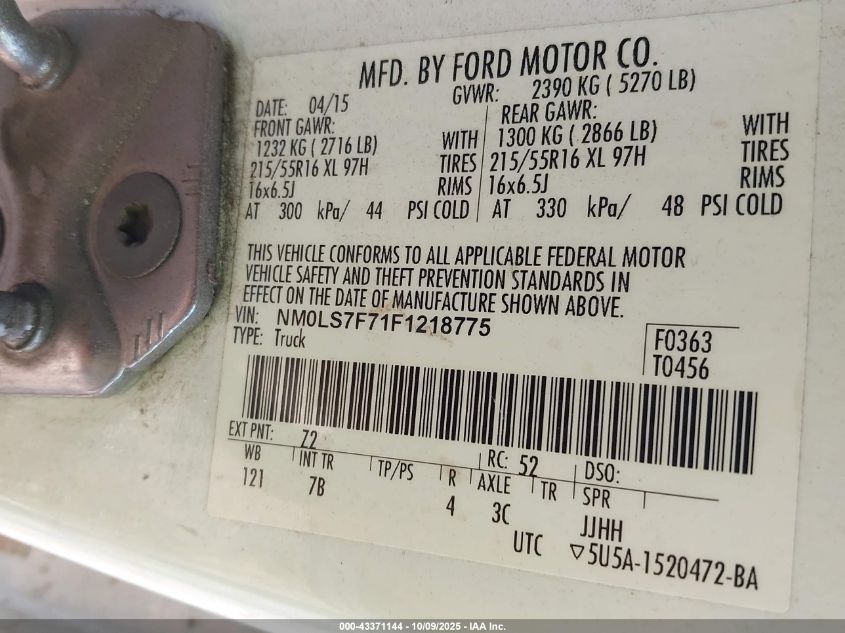 MFD. BY FORD MOTOR CO.
DATE: 04/15 GVWR: 2390 KG ( 5270 LB)
FRONT GAWR: REAR GAWR:
1232 KG ( 2716 LB) WITH 1300 KG ( 2866 LB) WITH
215/55R16 XL 97H TIRES 215/55R16 XL 97H TIRES
16x6.5J RIMS 16x6.5J RIMS
AT 300 kPa/ 44 PSI COLD AT 330 kPa/ 48 PSI COLD
THIS VEHICLE CONFORMS TO ALL APPLICABLE FEDERAL MOTOR
VEHICLE SAFETY AND THEFT PREVENTION STANDARDS IN
EFFECT ON THE DATE OF MANUFACTURE SHOWN ABOVE.
VIN: NM0LS7F71F1218775
TYPE: Truck
F0363
T0456
EXT PNT: Z2 RC: 52 DSO:
WB INT TR TP/PS R AXLE TR SPR
121 7B 4 3C JJHH
UTC ▽5U5A-1520472-BA
000-43371144 - 10/09/2025 - IAA Inc.